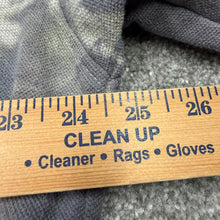 23 24 25 26
CLEAN UP
• Cleaner • Rags • Gloves